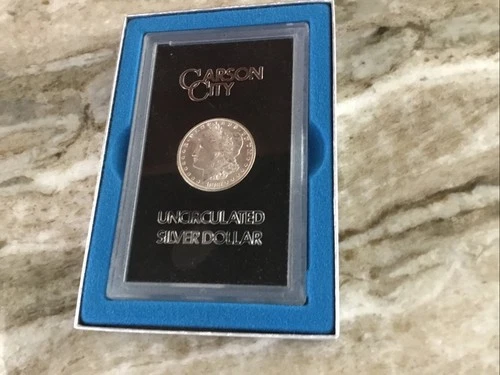 CARSON
CITY
UNCIRCULATED
SILVER DOLLAR